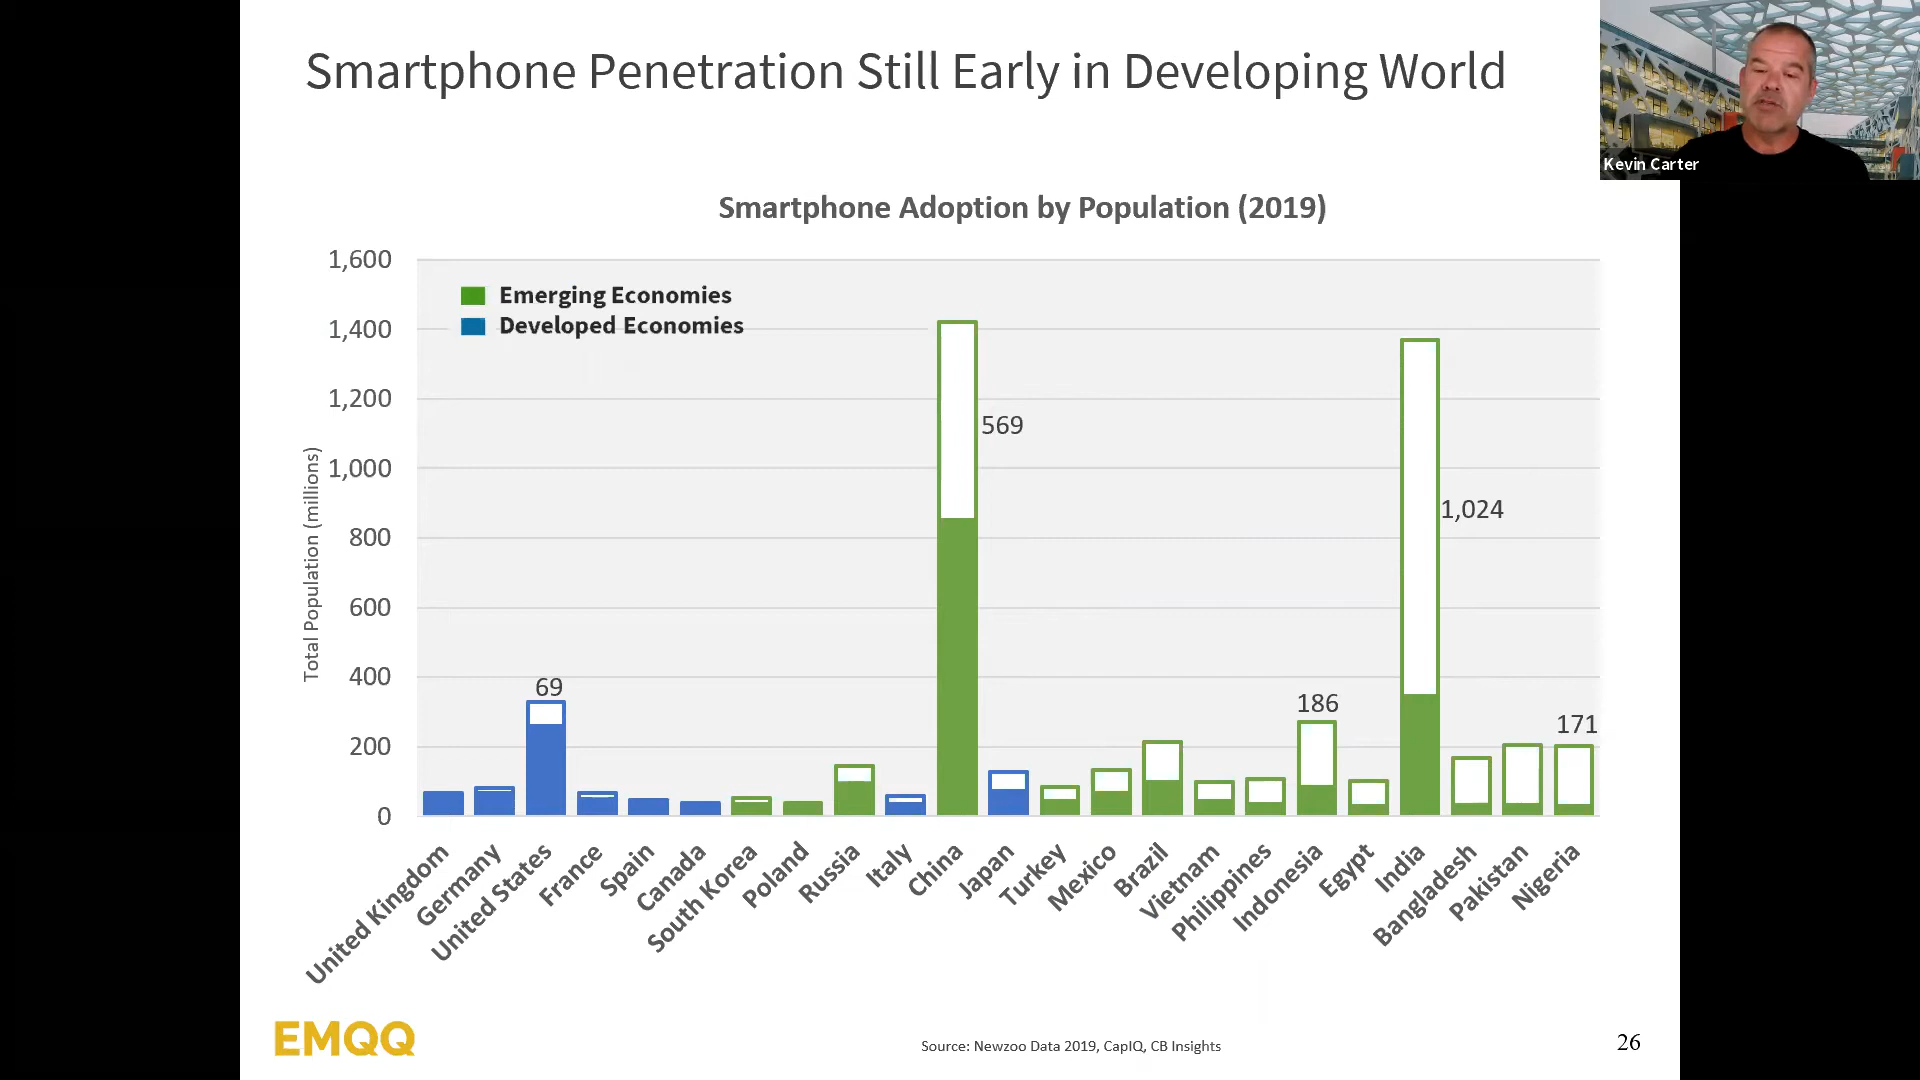 Smartphone Penetration Still Early in Developing World
Kevin Carter
Smartphone Adoption by Population (2019)
Total Population (millions)
1,600
1,400
1,200
1,000
800
600
400
200
0
Emerging Economies
Developed Economies
69
569
186
1,024
171
United Kingdom
Germany
United States
France
Spain
Canada
South Korea
Poland
Russia
Italy
China
Japan
Turkey
Mexico
Brazil
Vietnam
Philippines
Indonesia
Egypt
India
Bangladesh
Pakistan
Nigeria
EMQQ
Source: Newzoo Data 2019, CapIQ, CB Insights
26